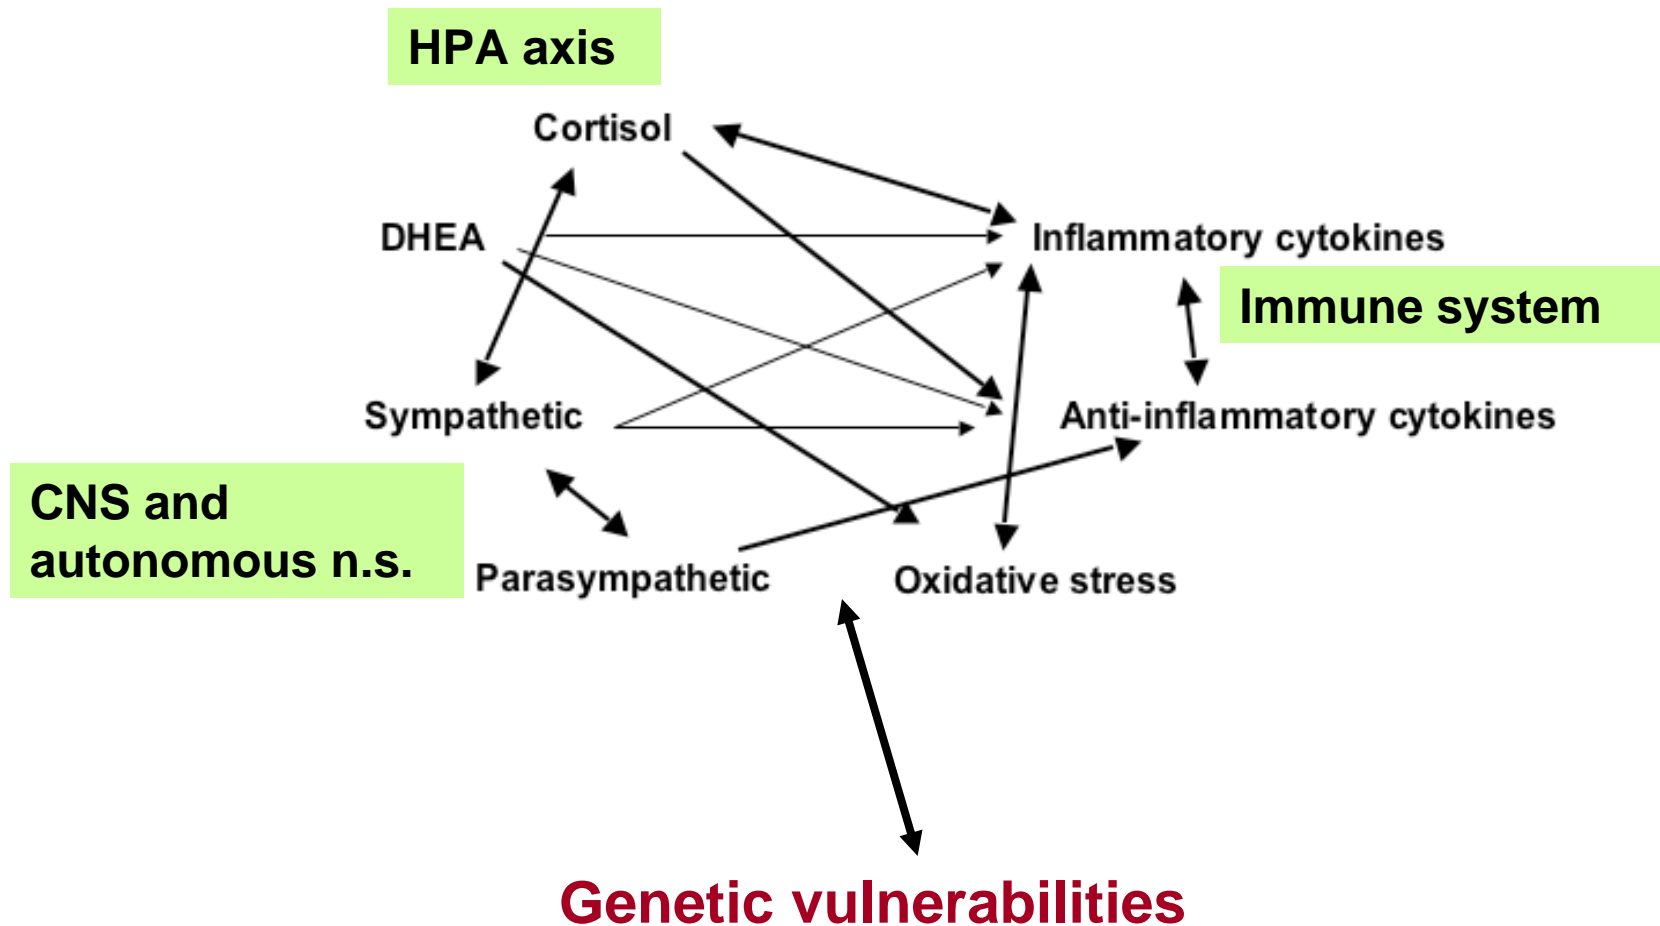 HPA axis
Cortisol
DHEA
Inflammatory cytokines
Immune system
Sympathetic
Anti-inflammatory cytokines
CNS and
autonomous n.s.
Parasympathetic
Oxidative stress
Genetic vulnerabilities